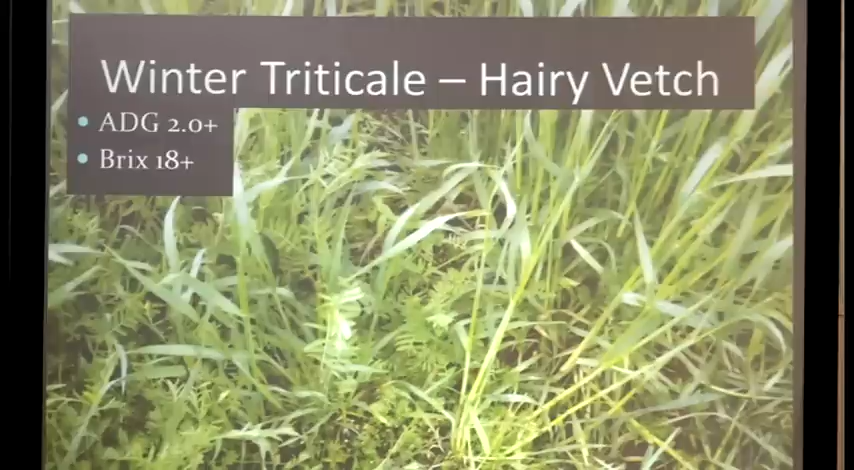 Winter Triticale – Hairy Vetch
• ADG 2.0+
• Brix 18+